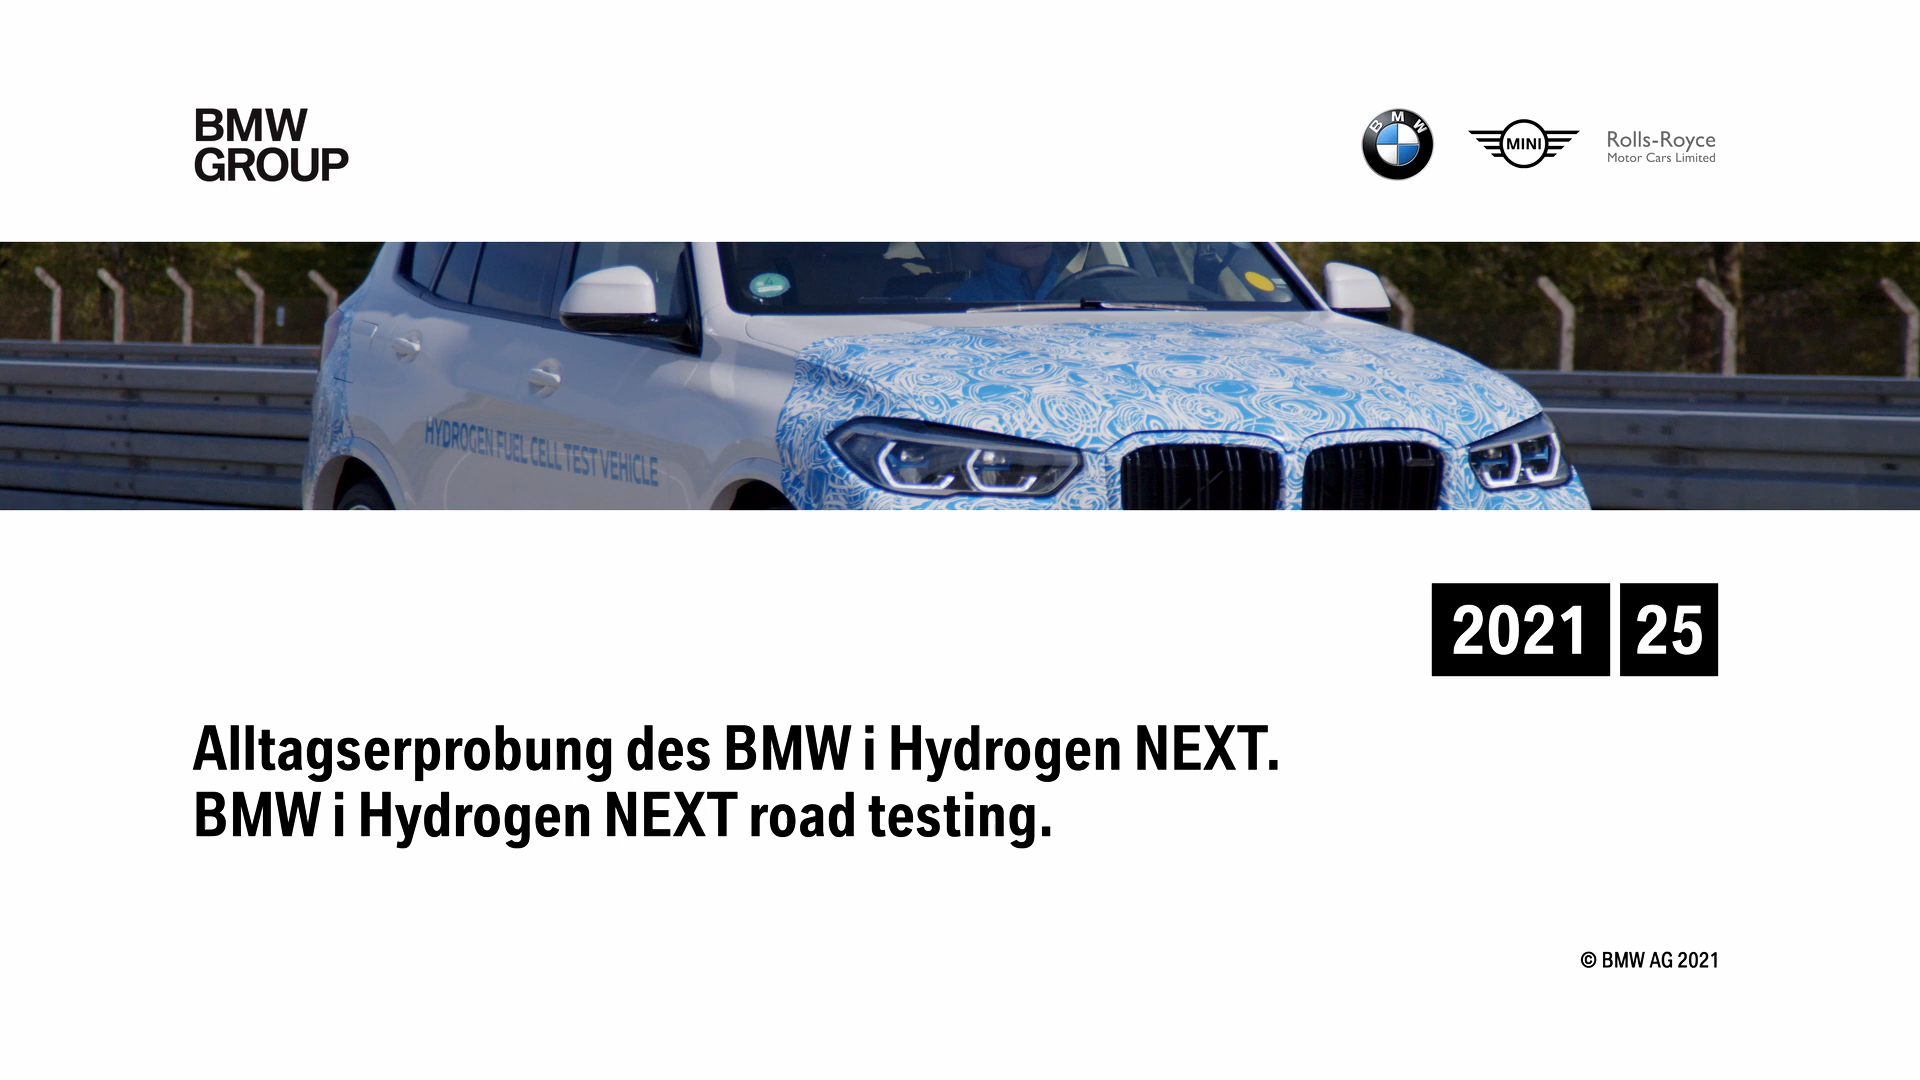 BMW
GROUP
BMW
MINI
Rolls-Royce
Motor Cars Limited
HYDROGEN FUEL CELL TEST VEHICLE
2021 25
Alltagserprobung des BMW i Hydrogen NEXT.
BMW i Hydrogen NEXT road testing.
© BMW AG 2021